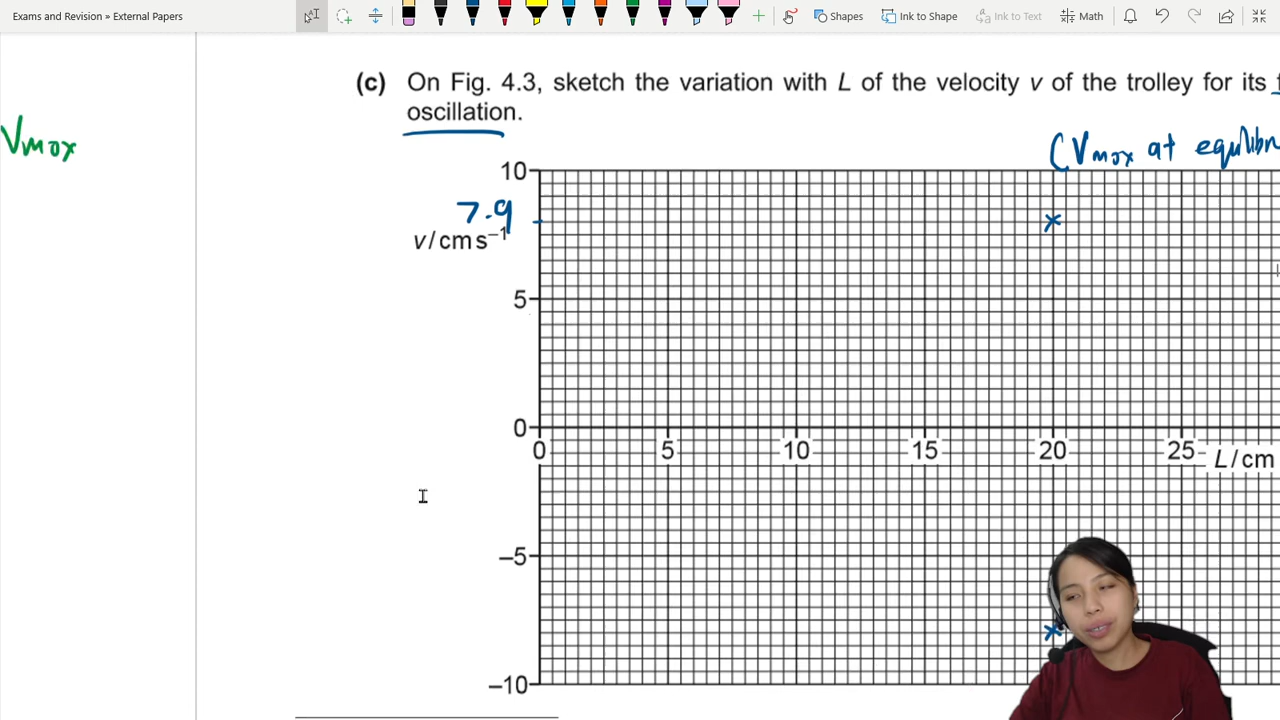 Exams and Revision » External Papers
Shapes
Ink to Shape
Ink to Text
Math
(c) On Fig. 4.3, sketch the variation with L of the velocity v of the trolley for its
oscillation.
Vmax
(Vmax at
10
7.9
v/cm s⁻¹
5
0
0 5 10 15 20 25
L/cm
–5
–10